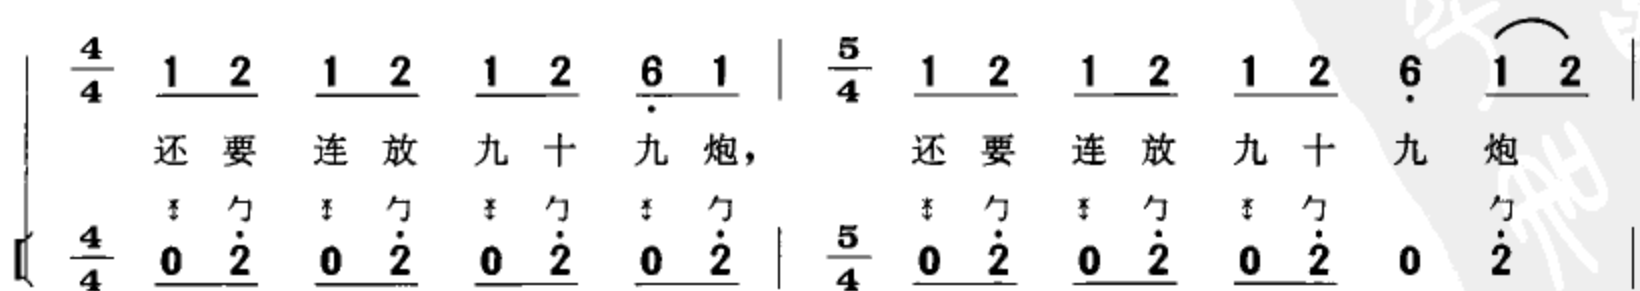 4/4 1 2 1 2 1 2 6 1 | 5/4 1 2 1 2 1 2 6 1 2 |
还 要 连 放 九 十 九 炮， 还 要 连 放 九 十 九 炮
ㄅ ㄅ ㄅ ㄅ ㄅ ㄅ ㄅ ㄅ
4/4 0 2 0 2 0 2 0 2 | 5/4 0 2 0 2 0 2 0 2 |